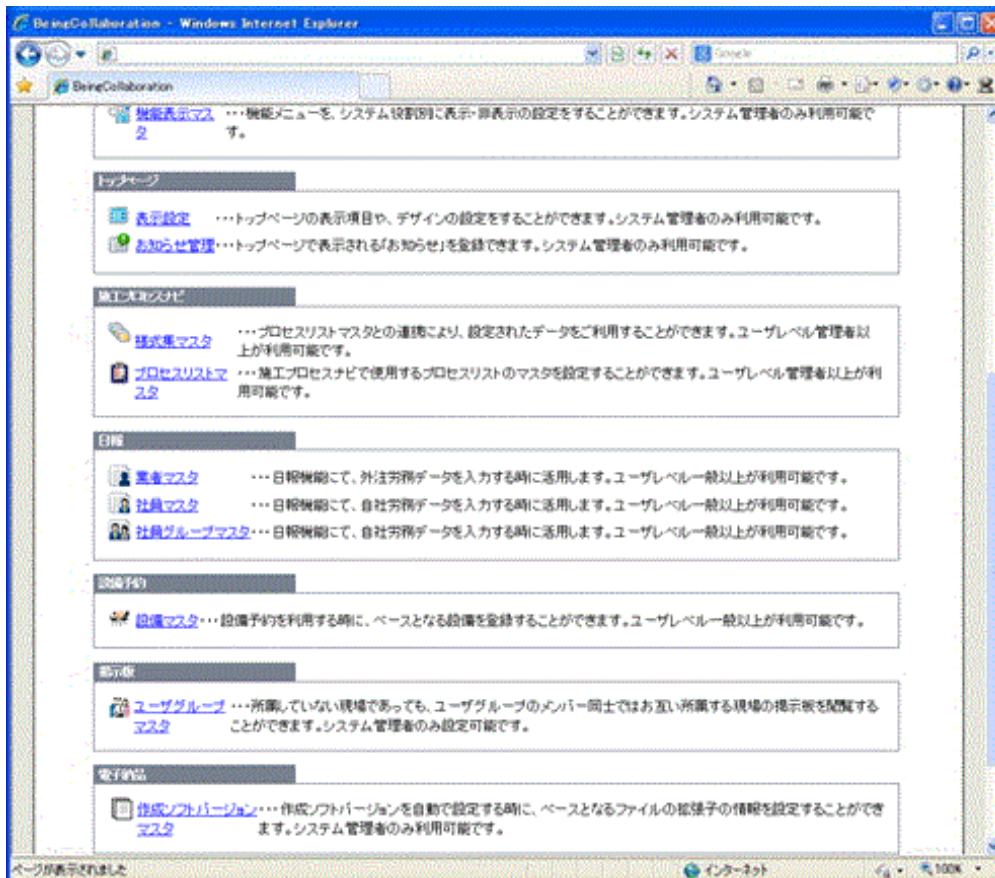 BeingCollaboration - Windows Internet Explorer
Google
BeingCollaboration
機能表示マス ･･･機能メニューを、システム役割別に表示･非表示の設定をすることができます。システム管理者のみ利用可能で
タ す。
トップページ
表示設定 ･･･トップページの表示項目や、デザインの設定をすることができます。システム管理者のみ利用可能です。
お知らせ管理･･･トップページで表示される「お知らせ」を登録できます。システム管理者のみ利用可能です。
施工プロセスナビ
様式集マスタ ･･･プロセスリストマスタとの連携により、設定されたデータをご利用することができます。ユーザレベル管理者以
上が利用可能です。
プロセスリストマ ･･･施工プロセスナビで使用するプロセスリストのマスタを設定することができます。ユーザレベル管理者以上が利
スタ 用可能です。
日報
業者マスタ ･･･日報機能にて、外注労務データを入力する時に活用します。ユーザレベル一般以上が利用可能です。
社員マスタ ･･･日報機能にて、自社労務データを入力する時に活用します。ユーザレベル一般以上が利用可能です。
社員グループマスタ･･･日報機能にて、自社労務データを入力する時に活用します。ユーザレベル一般以上が利用可能です。
設備予約
設備マスタ･･･設備予約を利用する時に、ベースとなる設備を登録することができます。ユーザレベル一般以上が利用可能です。
掲示板
ユーザグループ ･･･所属していない現場であっても、ユーザグループのメンバー同士ではお互い所属する現場の掲示板を閲覧する
マスタ ことができます。システム管理者のみ設定可能です。
電子納品
作成ソフトバージョン･･･作成ソフトバージョンを自動で設定する時に、ベースとなるファイルの拡張子の情報を設定することができ
マスタ ます。システム管理者のみ利用可能です。
ページが表示されました インターネット 100%